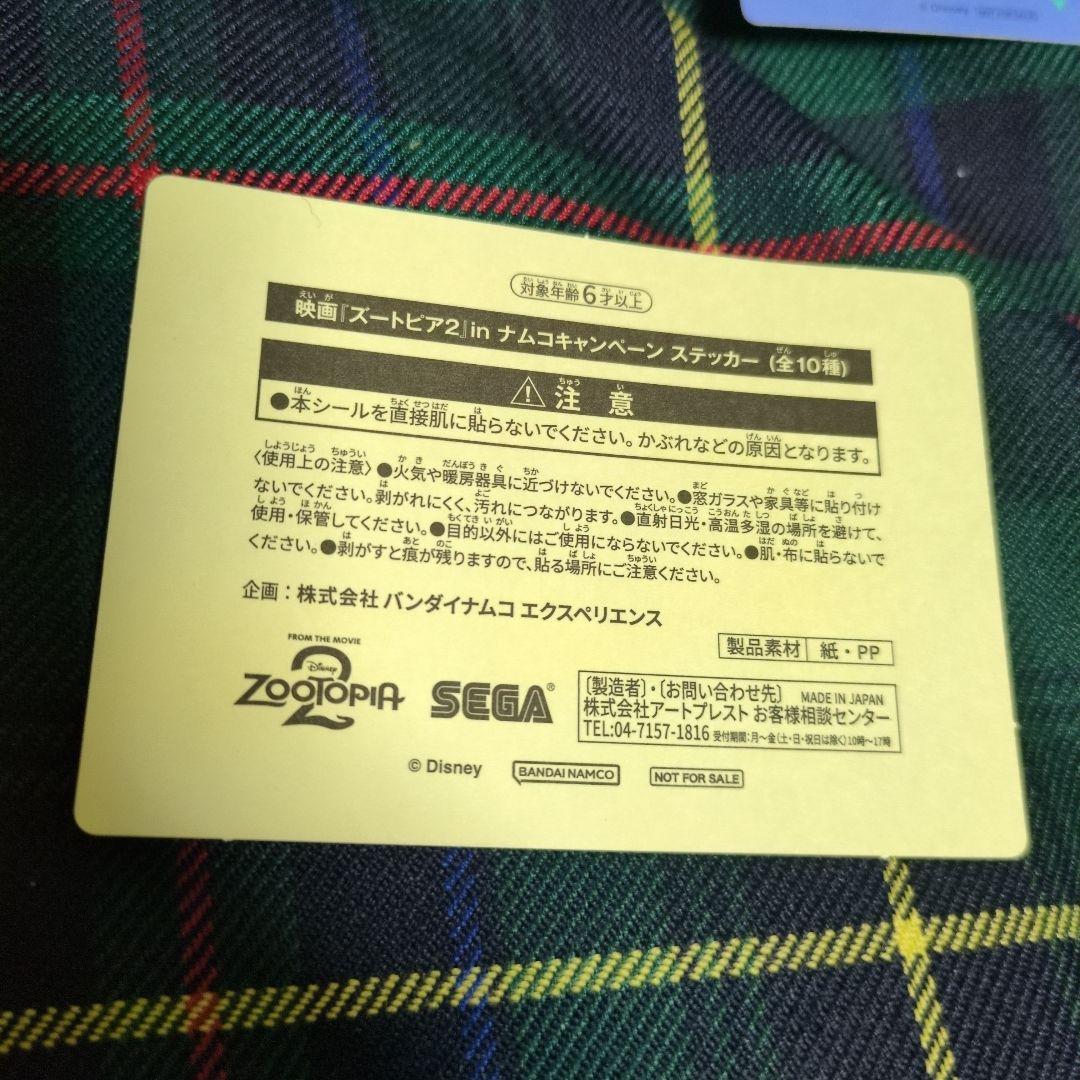 対象年齢6才以上
映画『ズートピア2』in ナムコキャンペーン ステッカー (全10種)
注 意
●本シールを直接肌に貼らないでください。かぶれなどの原因となります。
〈使用上の注意〉●火気や暖房器具に近づけないでください。●窓ガラスや家具等に貼り付け
ないでください。剥がれにくく、汚れにつながります。●直射日光・高温多湿の場所を避けて、
使用・保管してください。●目的以外にはご使用にならないでください。●肌・布に貼らないで
ください。●剥がすと痕が残りますので、貼る場所にご注意ください。
企画：株式会社 バンダイナムコ エクスペリエンス
製品素材 紙・PP
FROM THE MOVIE
Disney
ZOOTOPIA
2
SEGA®
〔製造者〕・〔お問い合わせ先〕 MADE IN JAPAN
株式会社アートプレスト お客様相談センター
TEL:04-7157-1816 受付期間：月〜金（土・日・祝日は除く）10時〜17時
© Disney
BANDAI NAMCO
NOT FOR SALE
© Disney